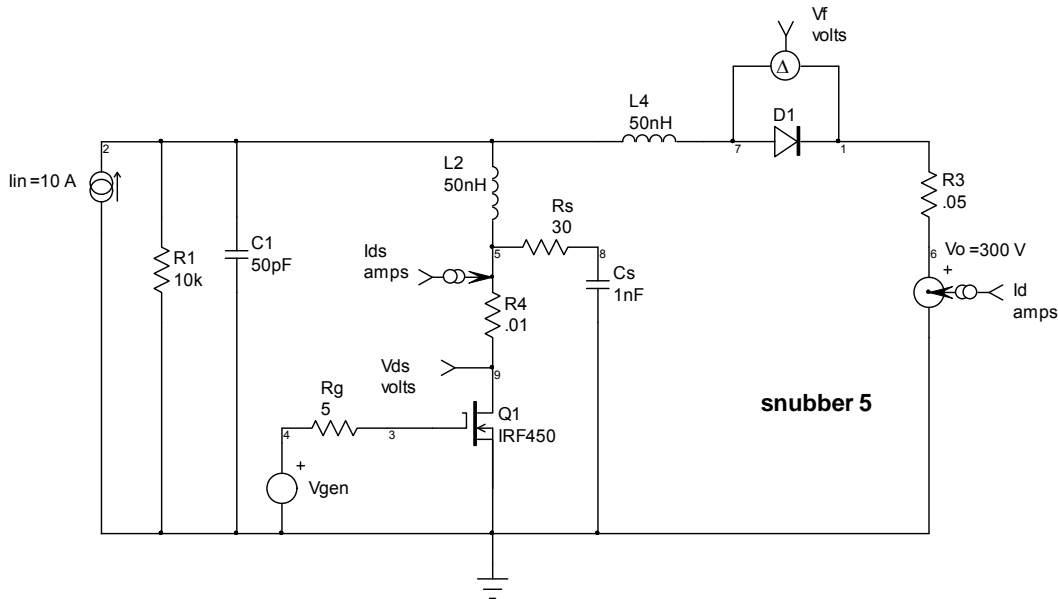 Vf
volts
Δ
L4
50nH
D1
2
7
1
L2
50nH
Iin =10 A
R3
.05
Rs
30
R1
10k
C1
50pF
5
8
6
Vo =300 V
+
Ids
amps
Cs
1nF
R4
.01
Id
amps
Vds
volts
9
Rg
5
snubber 5
Q1
IRF450
4
3
+
Vgen